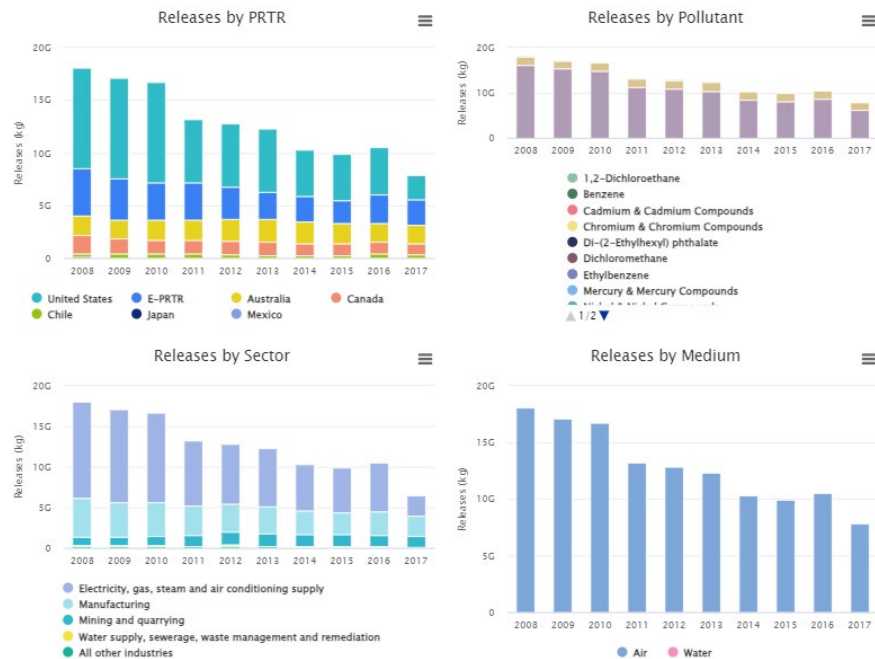 Releases by PRTR
Releases (kg)
20G
15G
10G
5G
0
2008 2009 2010 2011 2012 2013 2014 2015 2016 2017
United States E-PRTR Australia Canada
Chile Japan Mexico
Releases by Pollutant
Releases (kg)
20G
10G
0
2008 2009 2010 2011 2012 2013 2014 2015 2016 2017
1,2-Dichloroethane
Benzene
Cadmium & Cadmium Compounds
Chromium & Chromium Compounds
Di-(2-Ethylhexyl) phthalate
Dichloromethane
Ethylbenzene
Mercury & Mercury Compounds
1/2
Releases by Sector
Releases (kg)
20G
15G
10G
5G
0
2008 2009 2010 2011 2012 2013 2014 2015 2016 2017
Electricity, gas, steam and air conditioning supply
Manufacturing
Mining and quarrying
Water supply, sewerage, waste management and remediation
All other industries
Releases by Medium
Releases (kg)
20G
15G
10G
5G
0
2008 2009 2010 2011 2012 2013 2014 2015 2016 2017
Air Water